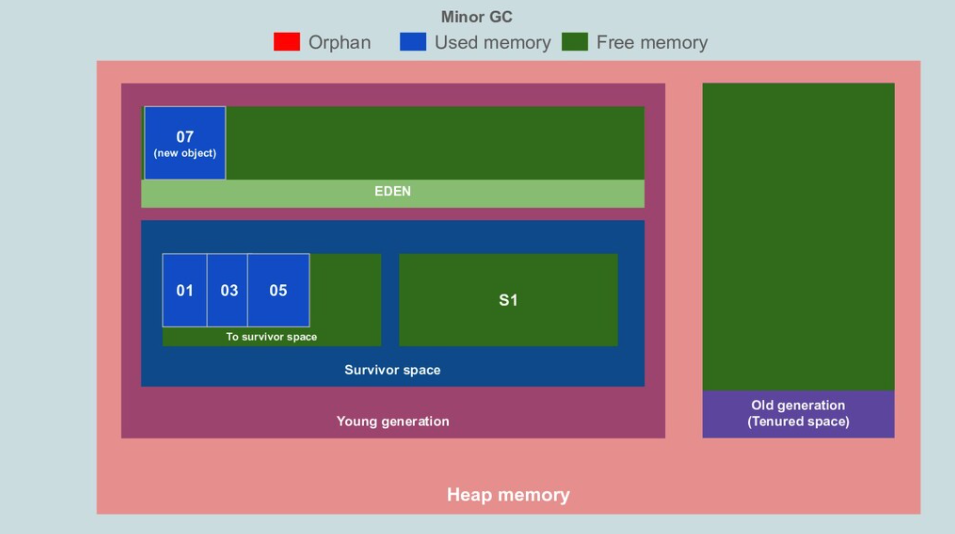 Minor GC
Orphan
Used memory
Free memory
07
(new object)
EDEN
01
03
05
S1
To survivor space
Survivor space
Young generation
Old generation
(Tenured space)
Heap memory